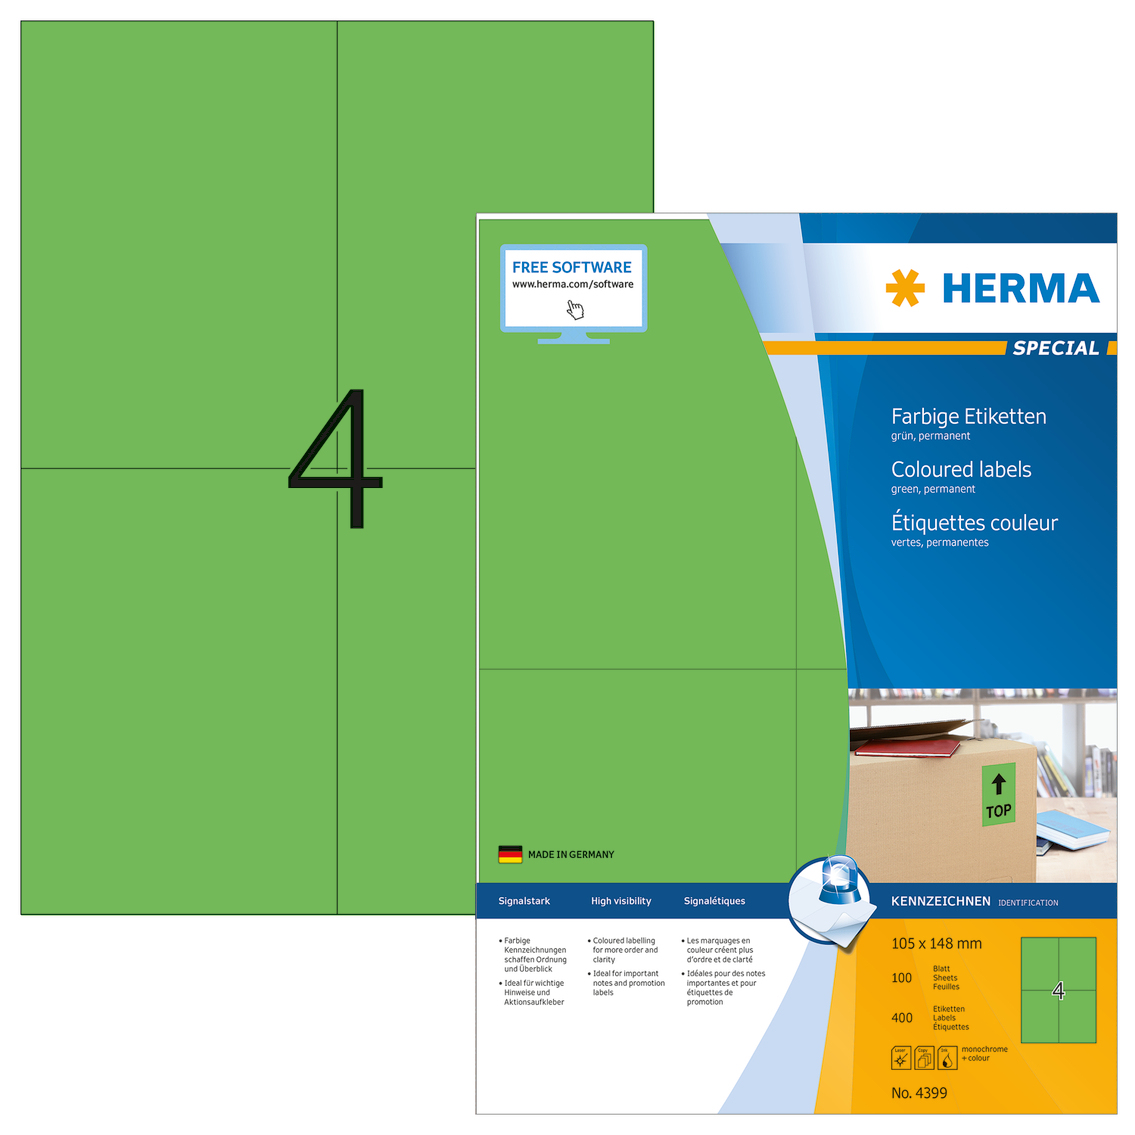 4
FREE SOFTWARE
www.herma.com/software
HERMA
SPECIAL
Farbige Etiketten
grün, permanent
Coloured labels
green, permanent
Étiquettes couleur
vertes, permanentes
TOP
MADE IN GERMANY
Signalstark
High visibility
Signalétiques
KENNZEICHNEN IDENTIFICATION
• Farbige
Kennzeichnungen
schaffen Ordnung
und Überblick
• Ideal für wichtige
Hinweise und
Aktionsaufkleber
• Coloured labelling
for more order and
clarity
• Ideal for important
notes and promotion
labels
• Les marquages en
couleur créent plus
d'ordre et de clarté
• Idéales pour des notes
importantes et pour
étiquettes de
promotion
105 x 148 mm
100
Blatt
Sheets
Feuilles
400
Etiketten
Labels
Étiquettes
4
Laser
Copy
Ink
monochrome
+ colour
No. 4399